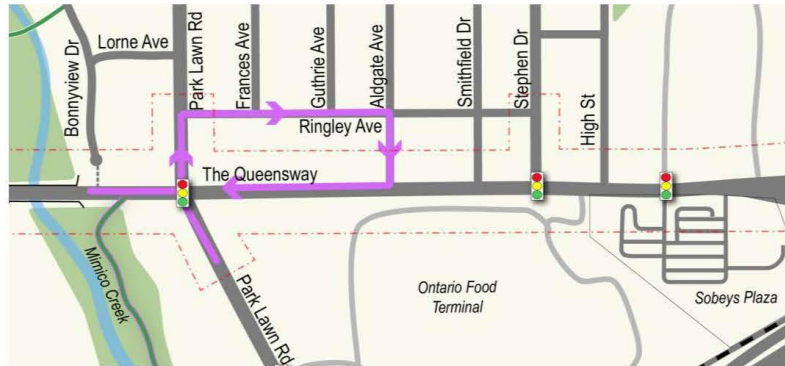 Bonnyview Dr
Lorne Ave
Park Lawn Rd
Frances Ave
Guthrie Ave
Aldgate Ave
Smithfield Dr
Stephen Dr
High St
Ringley Ave
The Queensway
Mimico Creek
Park Lawn Rd
Ontario Food
Terminal
Sobeys Plaza